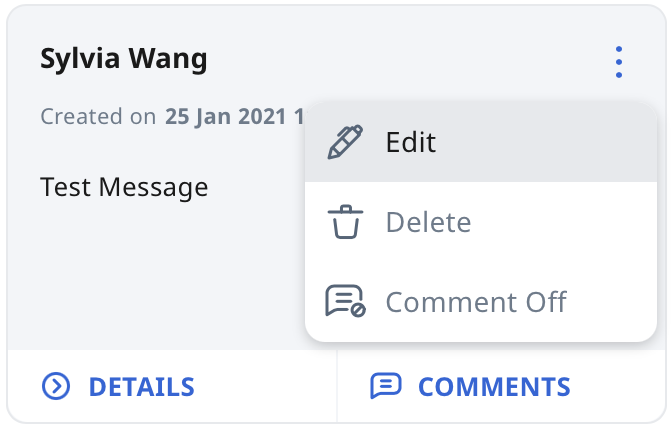 Sylvia Wang
Created on 25 Jan 2021 1
Edit
Test Message
Delete
Comment Off
DETAILS
COMMENTS